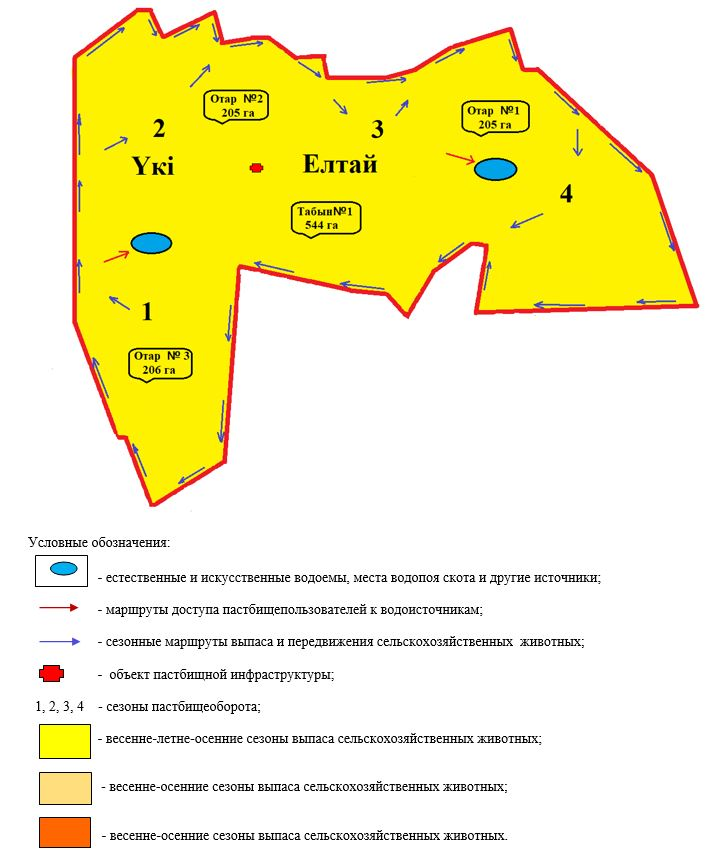 Отар №2
205 га
Отар №1
205 га
2
3
Үкі
Елтай
4
Табын№1
544 га
1
Отар № 3
206 га
Условные обозначения:
- естественные и искусственные водоемы, места водопоя скота и другие источники;
- маршруты доступа пастбищепользователей к водоисточникам;
- сезонные маршруты выпаса и передвижения сельскохозяйственных животных;
- объект пастбищной инфраструктуры;
1, 2, 3, 4 - сезоны пастбищеоборота;
- весенне-летне-осенние сезоны выпаса сельскохозяйственных животных;
- весенне-осенние сезоны выпаса сельскохозяйственных животных;
- весенне-осенние сезоны выпаса сельскохозяйственных животных.